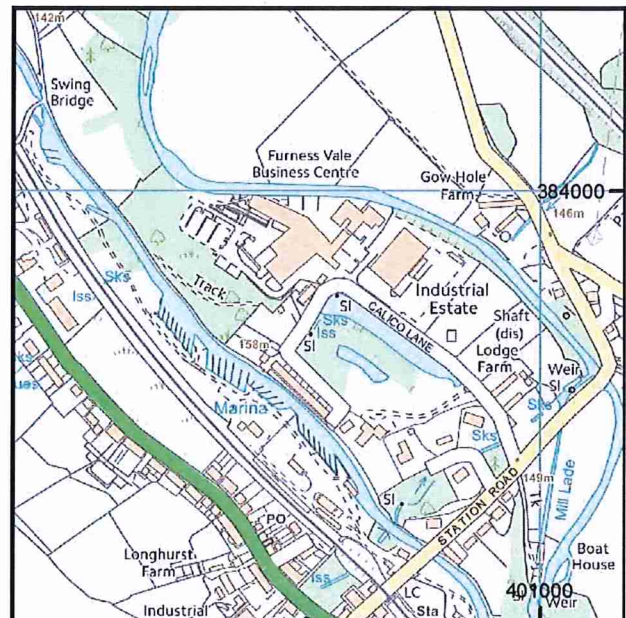 142m
Swing
Bridge
Furness Vale
Business Centre
Gow Hole
Farm
384000
146m
Track
Sks
Iss
Sl
Sks
Iss
Sl
CALICO LANE
Industrial
Estate
Shaft
(dis)
Lodge
Farm
158m
Weir
Sl
Sks
Marina
Sks
STATION ROAD
149m
Mill Lade
Sl
PO
Longhurst
Farm
Iss
Boat
House
401000
Industrial
LC
Sta
Weir